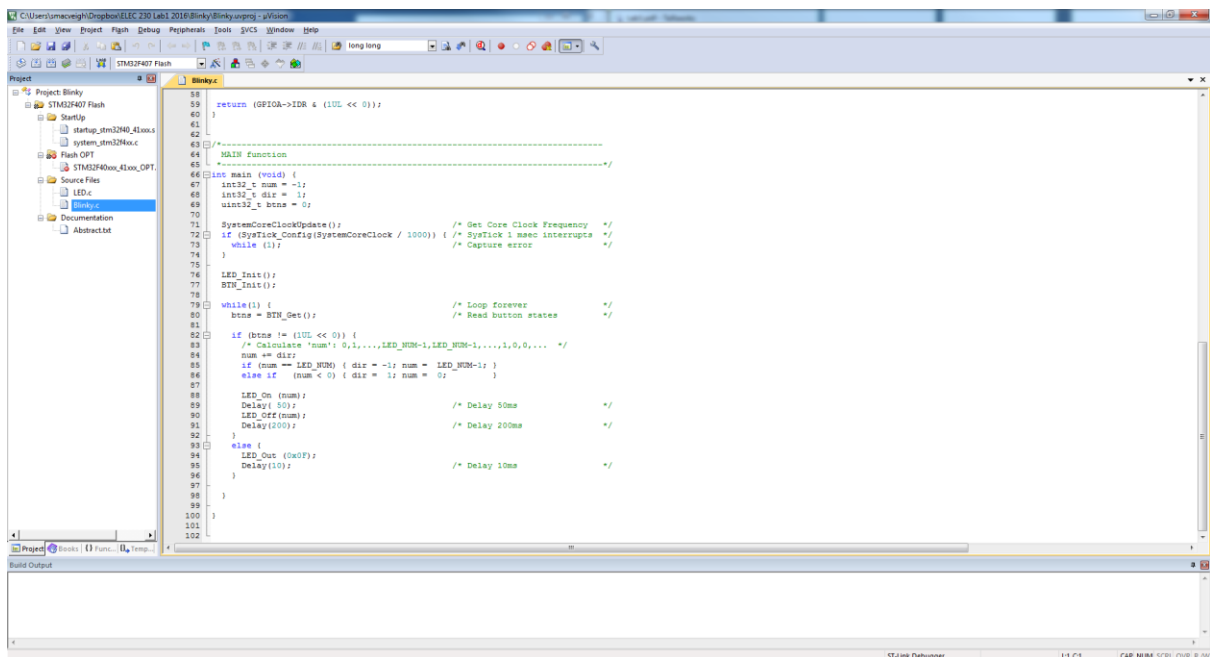 C:\Users\smacveigh\Dropbox\ELEC 230 Lab1 2016\Blinky\Blinky.uvproj - µVision
File Edit View Project Flash Debug Peripherals Tools SVCS Window Help
long long
STM32F407 Flash
Project
Blinky.c
Project: Blinky
STM32F407 Flash
StartUp
startup_stm32f40_41xxx.s
system_stm32f4xx.c
Flash OPT
STM32F40xxx_41xxx_OPT.
Source Files
LED.c
Blinky.c
Documentation
Abstract.txt
58
59 return (GPIOA->IDR & (1UL << 0));
60 }
61
62
63 /*----------------------------------------------------------------------------
64 MAIN function
65 *----------------------------------------------------------------------------*/
66 int main (void) {
67 int32_t num = -1;
68 int32_t dir = 1;
69 uint32_t btns = 0;
70
71 SystemCoreClockUpdate(); /* Get Core Clock Frequency */
72 if (SysTick_Config(SystemCoreClock / 1000)) { /* SysTick 1 msec interrupts */
73 while (1); /* Capture error */
74 }
75
76 LED_Init();
77 BTN_Init();
78
79 while(1) { /* Loop forever */
80 btns = BTN_Get(); /* Read button states */
81
82 if (btns != (1UL << 0)) {
83 /* Calculate 'num': 0,1,...,LED_NUM-1,LED_NUM-1,...,1,0,0,... */
84 num += dir;
85 if (num == LED_NUM) { dir = -1; num = LED_NUM-1; }
86 else if (num < 0) { dir = 1; num = 0; }
87
88 LED_On (num);
89 Delay( 50); /* Delay 50ms */
90 LED_Off(num);
91 Delay(200); /* Delay 200ms */
92 }
93 else {
94 LED_Out (0x0F);
95 Delay(10); /* Delay 10ms */
96 }
97
98 }
99
100 }
101
102
Project Books {} Func... Temp...
Build Output
ST-Link Debugger L:1 C:1 CAP NUM SCRL OVR R/W